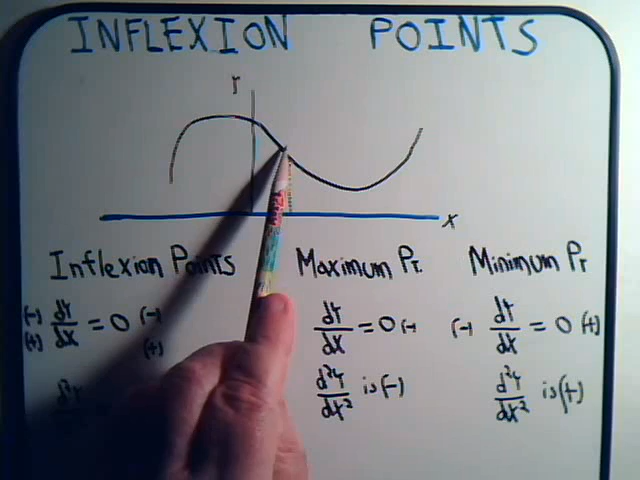 INFLEXION POINTS
Y
X
Inflexion Points Maximum Pt. Minimum Pt
(-) dY/dX = 0 (-) dY/dX = 0 (-) (-) dY/dX = 0 (+)
(+) (+)
d²Y d²Y/dX² is (-) d²Y/dX² is (+)